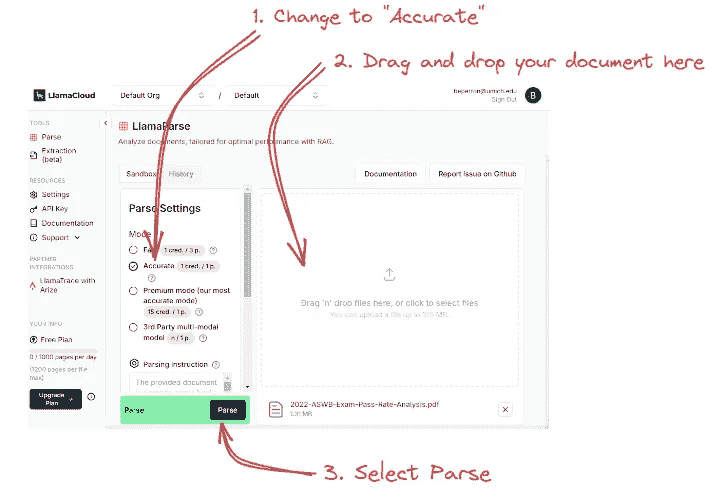 1. Change to "Accurate"
2. Drag and drop your document here
LlamaCloud
Default Org
/
Default
beperron@umich.edu
Sign Out
B
TOOLS
Parse
Extraction
(beta)
RESOURCES
Settings
API Key
Documentation
Support
PARTNER
INTEGRATIONS
LlamaTrace with
Arize
YOUR INFO
Free Plan
0 / 1000 pages per day
(1200 pages per file
max)
Upgrade
Plan
LlamaParse
Analyze documents, tailored for optimal performance with RAG.
Sandbox
History
Documentation
Report Issue on Github
Parse Settings
Mode
1 cred. / 3 p.
Accurate 1 cred. / 1 p.
Premium mode (our most
accurate mode)
15 cred. / 1 p.
3rd Party multi-modal
model n / 1 p.
Parsing Instruction
The provided document
Parse
Parse
Drag 'n' drop files here, or click to select files
You can upload a file up to 315 MB.
2022-ASWB-Exam-Pass-Rate-Analysis.pdf
1.31 MB
3. Select Parse